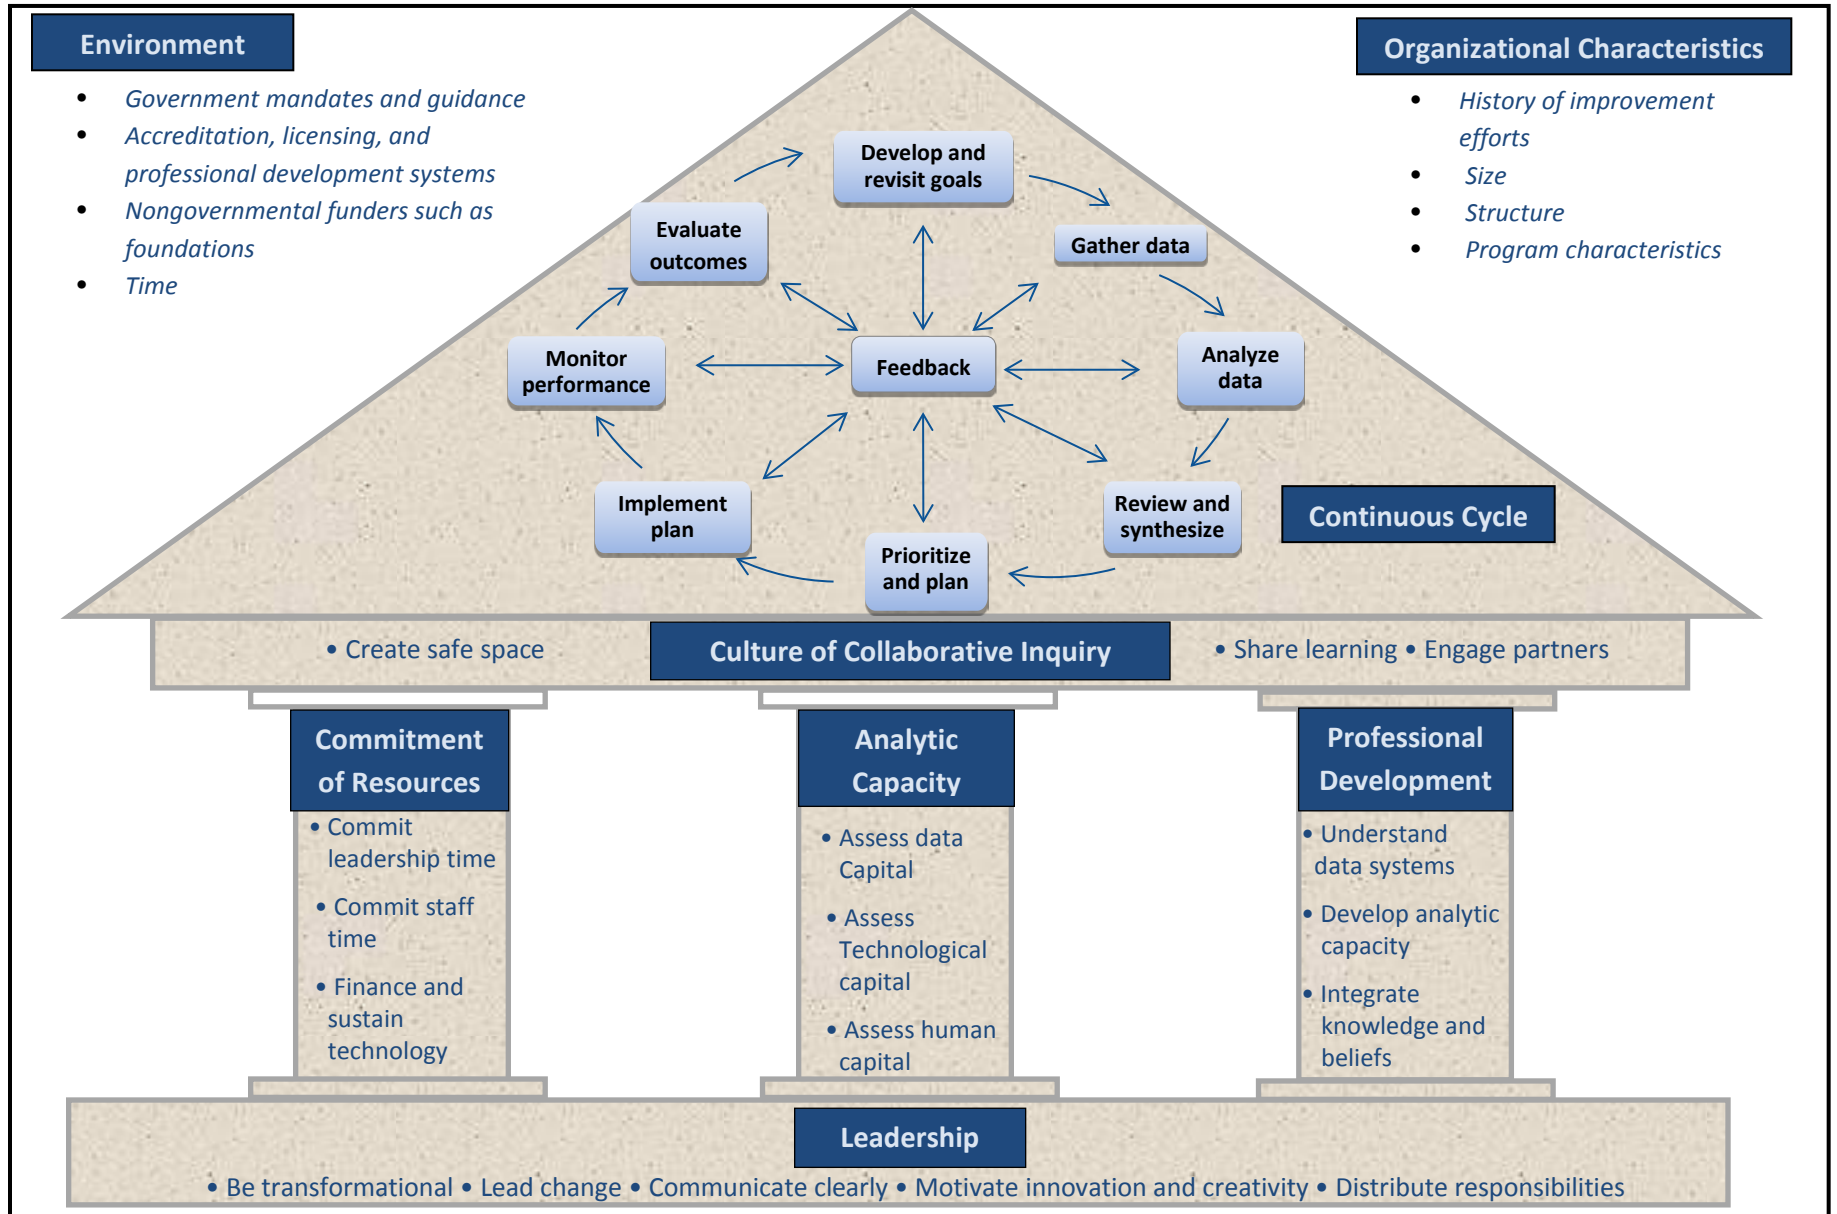 Environment
• Government mandates and guidance
• Accreditation, licensing, and
professional development systems
• Nongovernmental funders such as
foundations
• Time
Organizational Characteristics
• History of improvement
efforts
• Size
• Structure
• Program characteristics
Develop and
revisit goals
Gather data
Analyze
data
Review and
synthesize
Prioritize
and plan
Implement
plan
Monitor
performance
Evaluate
outcomes
Feedback
Continuous Cycle
• Create safe space
Culture of Collaborative Inquiry
• Share learning • Engage partners
Commitment
of Resources
• Commit
leadership time
• Commit staff
time
• Finance and
sustain
technology
Analytic
Capacity
• Assess data
Capital
• Assess
Technological
capital
• Assess human
capital
Professional
Development
• Understand
data systems
• Develop analytic
capacity
• Integrate
knowledge and
beliefs
Leadership
• Be transformational • Lead change • Communicate clearly • Motivate innovation and creativity • Distribute responsibilities